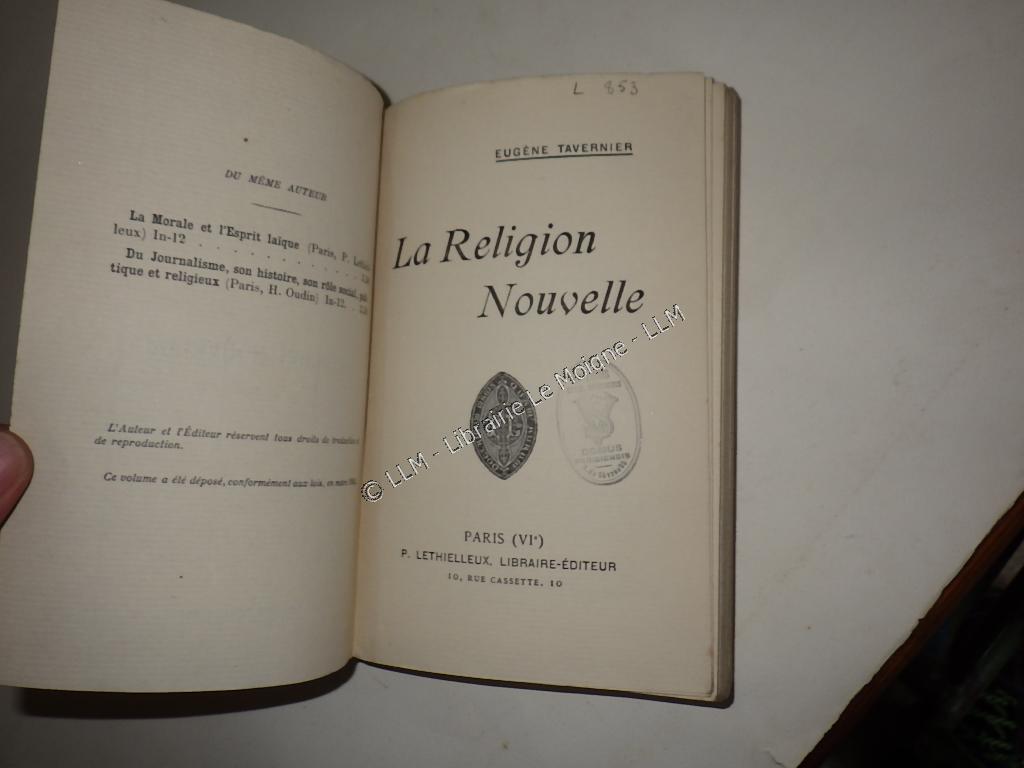 DU MÊME AUTEUR
La Morale et l'Esprit laïque (Paris, P.
leux) In-12 . . . . . . . . . .
Du Journalisme, son histoire, son rôle social,
tique et religieux (Paris, H. Oudin) In-12. .
L'Auteur et l'Éditeur réservent tous droits de
de reproduction.
Ce volume a été déposé, conformément aux lois, en mars
L 853
EUGÈNE TAVERNIER
La Religion
Nouvelle
DOMUS
PARIS (VIe)
P. LETHIELLEUX, LIBRAIRE-ÉDITEUR
10, RUE CASSETTE, 10
© LLM - Librairie Le Moigne - LLM